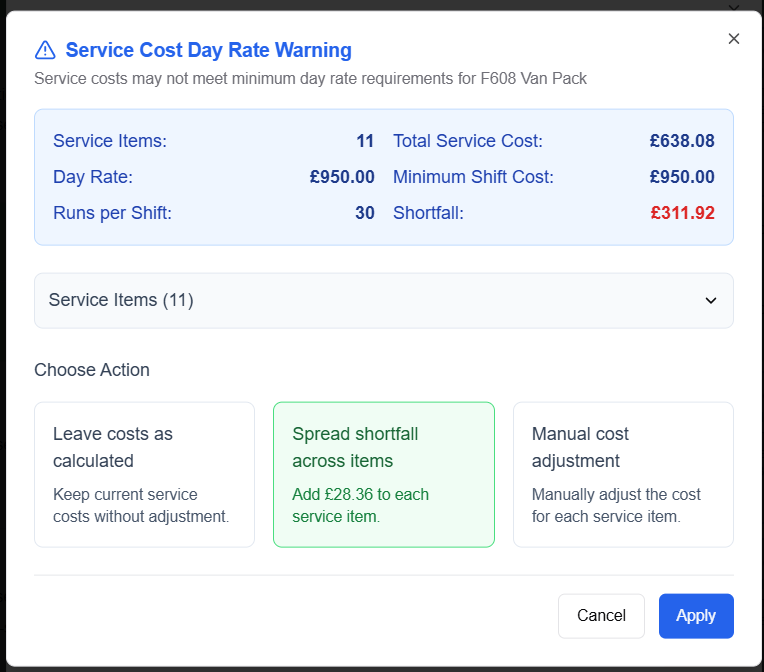 Service Cost Day Rate Warning
Service costs may not meet minimum day rate requirements for F608 Van Pack
Service Items: 11 Total Service Cost: £638.08
Day Rate: £950.00 Minimum Shift Cost: £950.00
Runs per Shift: 30 Shortfall: £311.92
Service Items (11)
Choose Action
Leave costs as
calculated
Keep current service
costs without adjustment.
Spread shortfall
across items
Add £28.36 to each
service item.
Manual cost
adjustment
Manually adjust the cost
for each service item.
Cancel
Apply